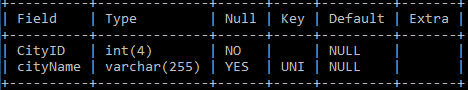 +----------+--------------+------+-----+---------+-------+
| Field    | Type         | Null | Key | Default | Extra |
+----------+--------------+------+-----+---------+-------+
| CityID   | int(4)       | NO   |     | NULL    |       |
| cityName | varchar(255) | YES  | UNI | NULL    |       |
+----------+--------------+------+-----+---------+-------+